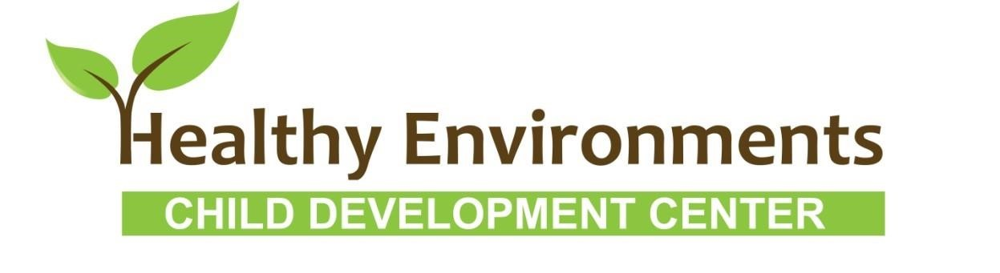 Healthy Environments
CHILD DEVELOPMENT CENTER